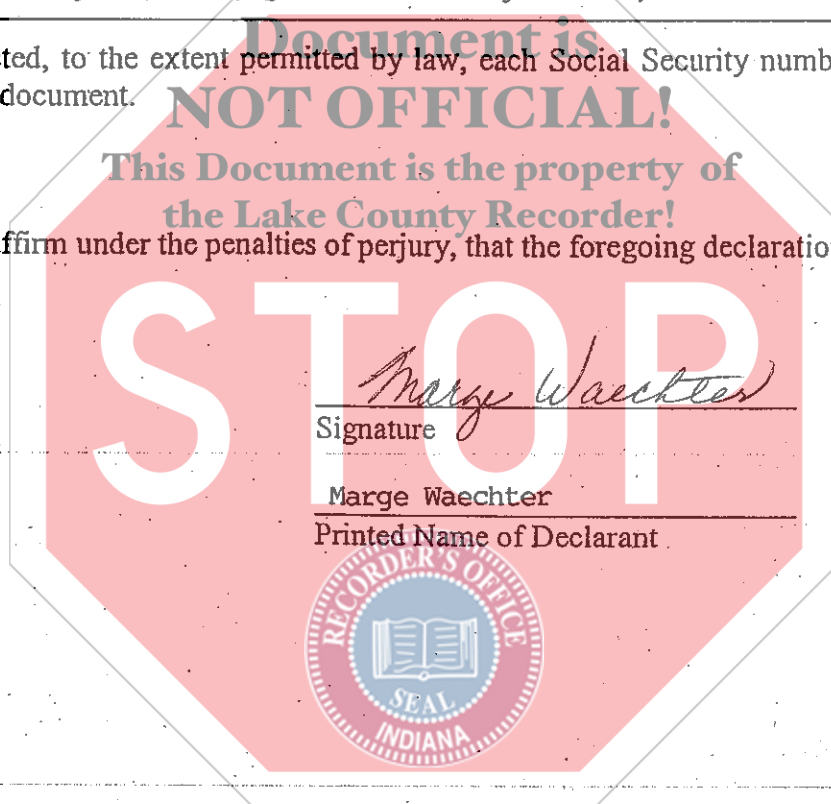 Document is
ted, to the extent permitted by law, each Social Security numb
document.
NOT OFFICIAL!
This Document is the property of
the Lake County Recorder!
ffirm under the penalties of perjury, that the foregoing declaratio
STOP
Marge Waechter
Signature
Marge Waechter
Printed Name of Declarant
RECORDER'S OFFICE
SEAL
INDIANA